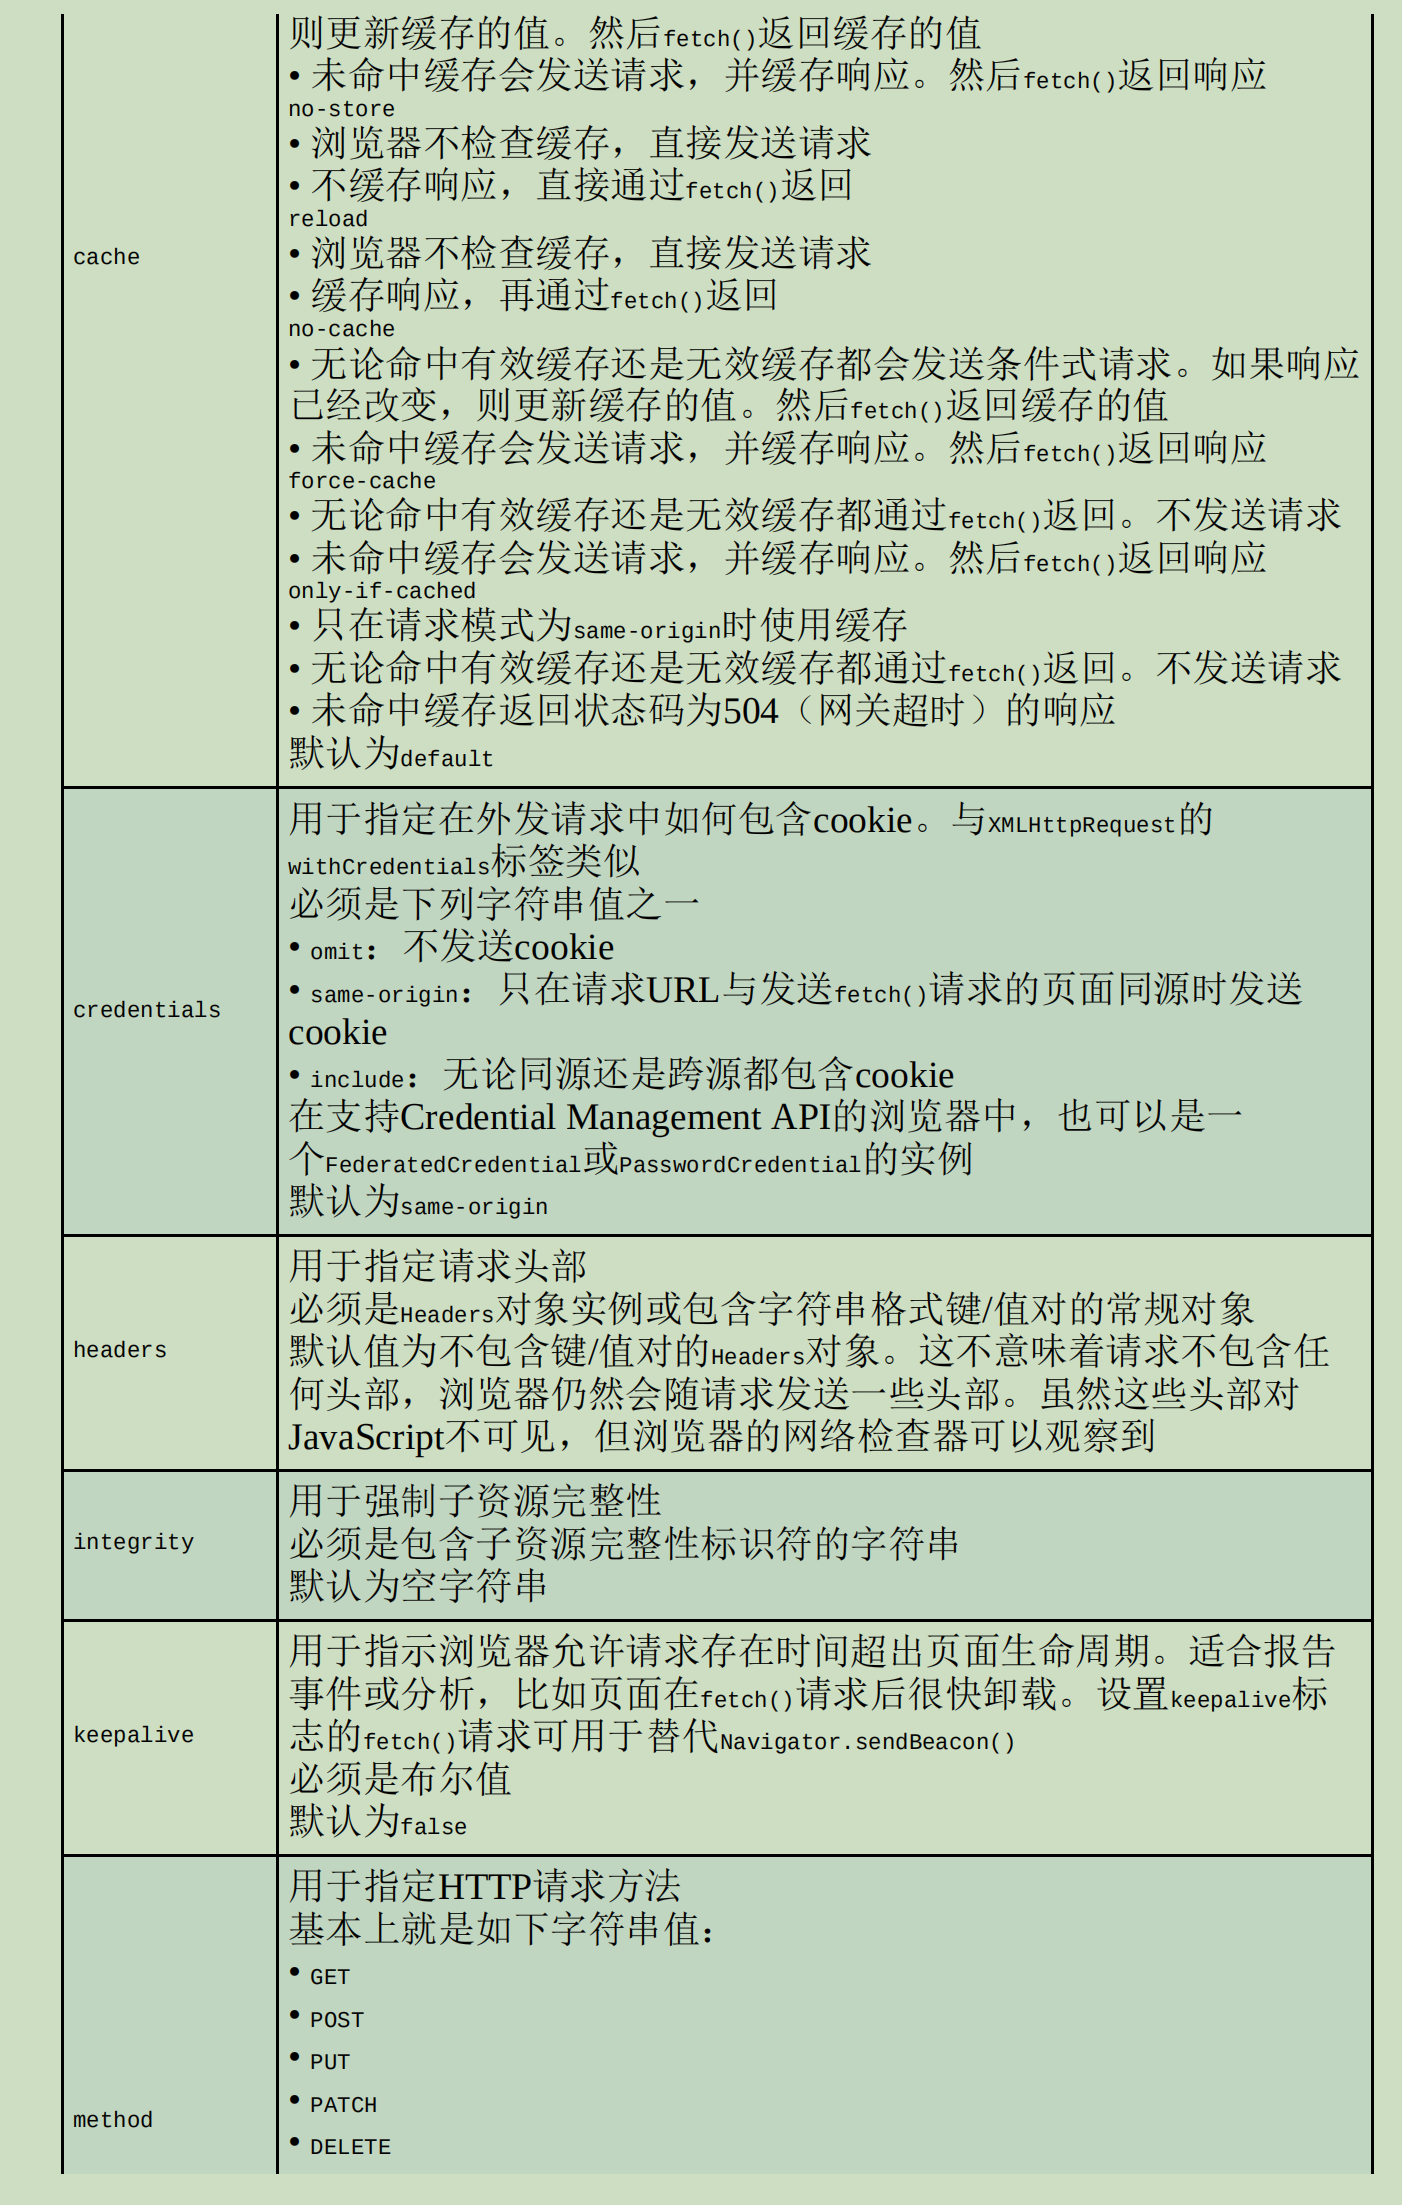 则更新缓存的值。然后fetch()返回缓存的值
• 未命中缓存会发送请求，并缓存响应。然后fetch()返回响应
no-store
• 浏览器不检查缓存，直接发送请求
• 不缓存响应，直接通过fetch()返回
reload
• 浏览器不检查缓存，直接发送请求
cache
• 缓存响应，再通过fetch()返回
no-cache
• 无论命中有效缓存还是无效缓存都会发送条件式请求。如果响应
已经改变，则更新缓存的值。然后fetch()返回缓存的值
• 未命中缓存会发送请求，并缓存响应。然后fetch()返回响应
force-cache
• 无论命中有效缓存还是无效缓存都通过fetch()返回。不发送请求
• 未命中缓存会发送请求，并缓存响应。然后fetch()返回响应
only-if-cached
• 只在请求模式为same-origin时使用缓存
• 无论命中有效缓存还是无效缓存都通过fetch()返回。不发送请求
• 未命中缓存返回状态码为504（网关超时）的响应
默认为default
用于指定在外发请求中如何包含cookie。与XMLHttpRequest的
withCredentials标签类似
必须是下列字符串值之一
• omit：不发送cookie
• same-origin：只在请求URL与发送fetch()请求的页面同源时发送
credentials
cookie
• include：无论同源还是跨源都包含cookie
在支持Credential Management API的浏览器中，也可以是一
个FederatedCredential或PasswordCredential的实例
默认为same-origin
用于指定请求头部
必须是Headers对象实例或包含字符串格式键/值对的常规对象
headers
默认值为不包含键/值对的Headers对象。这不意味着请求不包含任
何头部，浏览器仍然会随请求发送一些头部。虽然这些头部对
JavaScript不可见，但浏览器的网络检查器可以观察到
用于强制子资源完整性
integrity
必须是包含子资源完整性标识符的字符串
默认为空字符串
用于指示浏览器允许请求存在时间超出页面生命周期。适合报告
事件或分析，比如页面在fetch()请求后很快卸载。设置keepalive标
keepalive
志的fetch()请求可用于替代Navigator.sendBeacon()
必须是布尔值
默认为false
用于指定HTTP请求方法
基本上就是如下字符串值：
• GET
• POST
• PUT
• PATCH
method
• DELETE